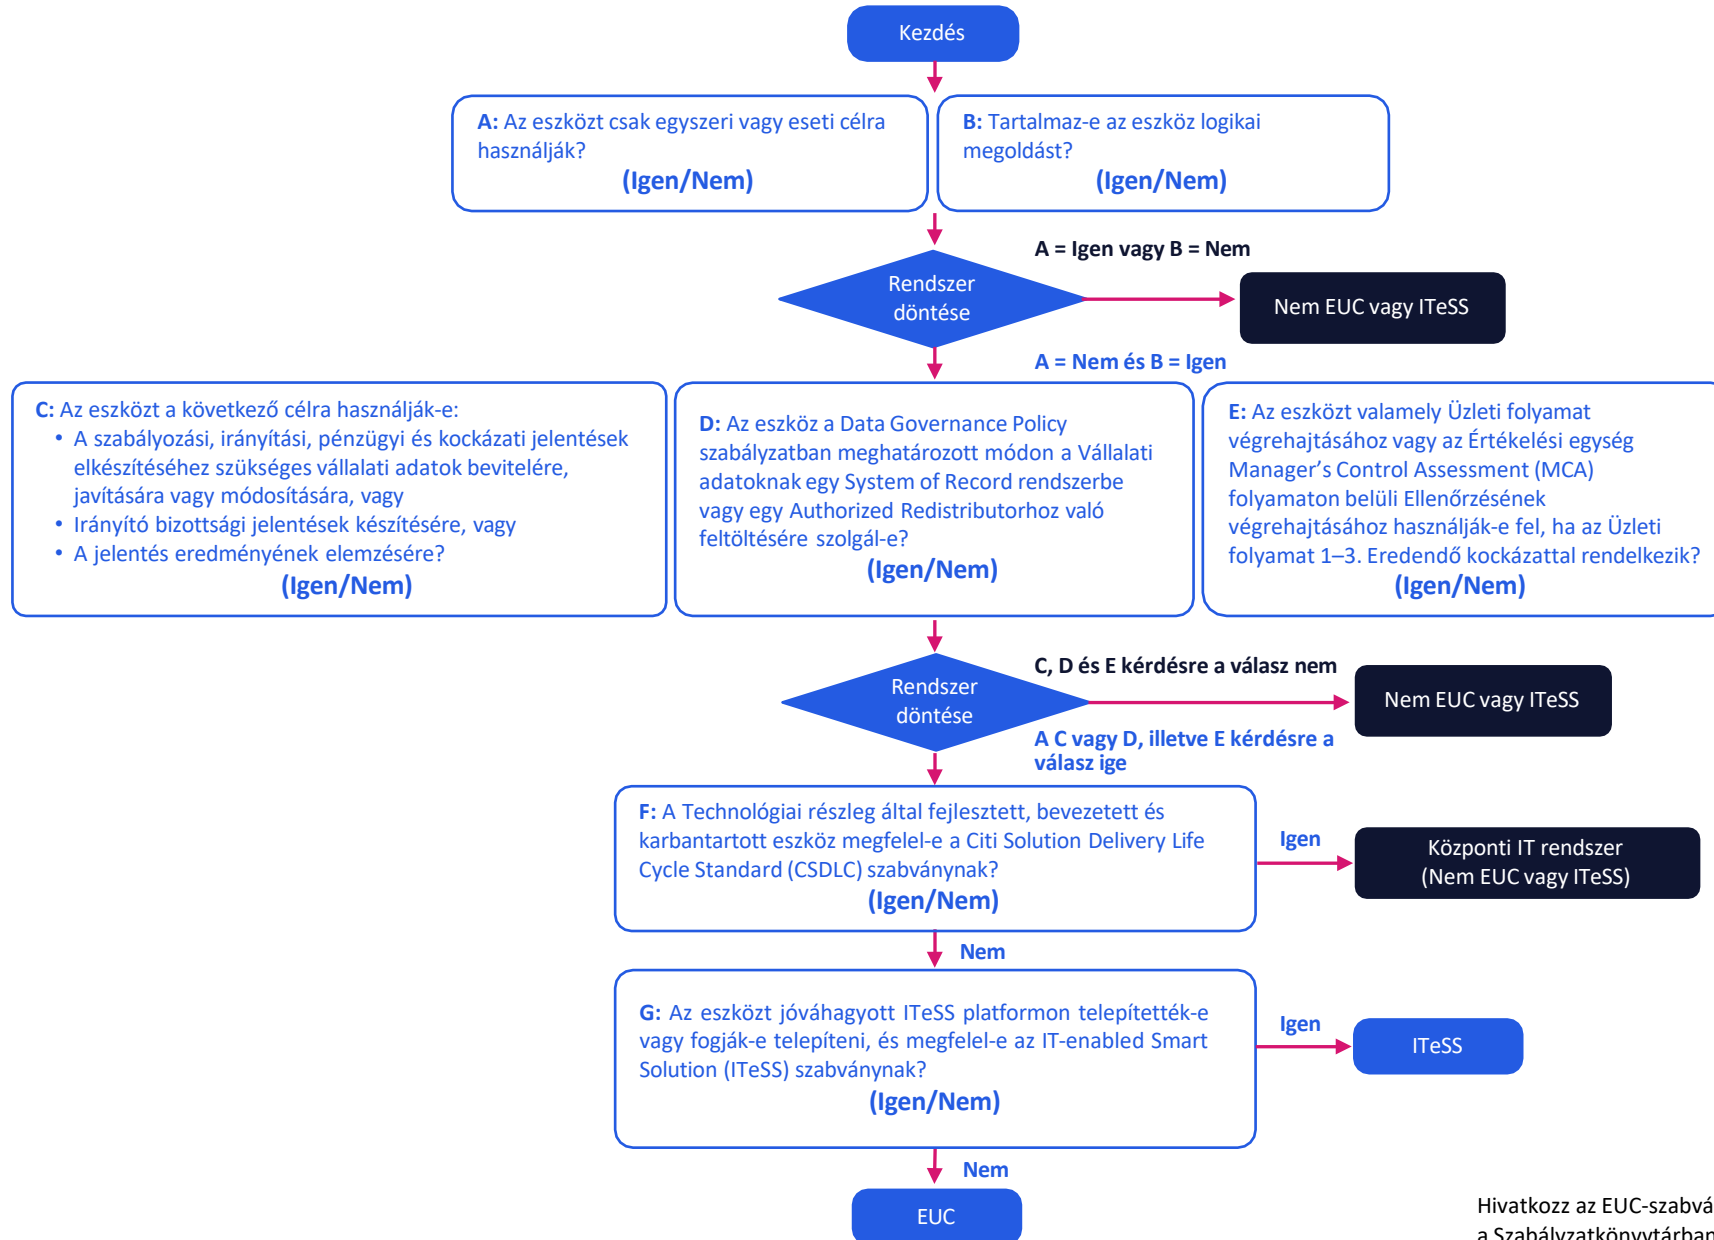 Kezdés
A: Az eszközt csak egyszeri vagy eseti célra
használják?
(Igen/Nem)
B: Tartalmaz-e az eszköz logikai
megoldást?
(Igen/Nem)
A = Igen vagy B = Nem
Rendszer
döntése
Nem EUC vagy ITeSS
A = Nem és B = Igen
C: Az eszközt a következő célra használják-e:
• A szabályozási, irányítási, pénzügyi és kockázati jelentések
elkészítéséhez szükséges vállalati adatok bevitelére,
javítására vagy módosítására, vagy
• Irányító bizottsági jelentések készítésére, vagy
• A jelentés eredményének elemzésére?
(Igen/Nem)
D: Az eszköz a Data Governance Policy
szabályzatban meghatározott módon a Vállalati
adatoknak egy System of Record rendszerbe
vagy egy Authorized Redistributorhoz való
feltöltésére szolgál-e?
(Igen/Nem)
E: Az eszközt valamely Üzleti folyamat
végrehajtásához vagy az Értékelési egység
Manager's Control Assessment (MCA)
folyamaton belüli Ellenőrzésének
végrehajtásához használják-e fel, ha az Üzleti
folyamat 1–3. Eredendő kockázattal rendelkezik?
(Igen/Nem)
C, D és E kérdésre a válasz nem
Rendszer
döntése
Nem EUC vagy ITeSS
A C vagy D, illetve E kérdésre a
válasz ige
F: A Technológiai részleg által fejlesztett, bevezetett és
karbantartott eszköz megfelel-e a Citi Solution Delivery Life
Cycle Standard (CSDLC) szabványnak?
(Igen/Nem)
Igen
Központi IT rendszer
(Nem EUC vagy ITeSS)
Nem
G: Az eszközt jóváhagyott ITeSS platformon telepítették-e
vagy fogják-e telepíteni, és megfelel-e az IT-enabled Smart
Solution (ITeSS) szabványnak?
(Igen/Nem)
Igen
ITeSS
Nem
EUC
Hivatkozz az EUC-szabvá
a Szabályzatkönyvtárban